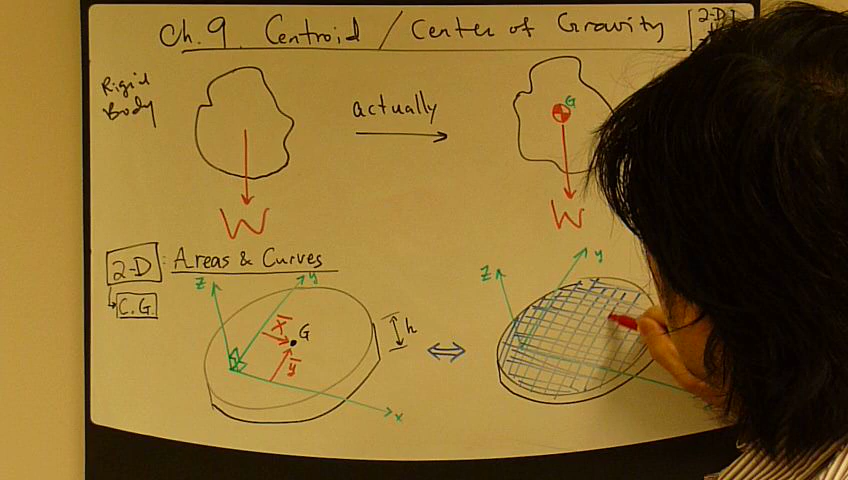 Ch. 9 Centroid / Center of Gravity [2-D
Rigid
Body
actually
G
W
W
2-D : Areas & Curves
C.G.
z
y
x̄
G
ȳ
x
h
⇔
z
y